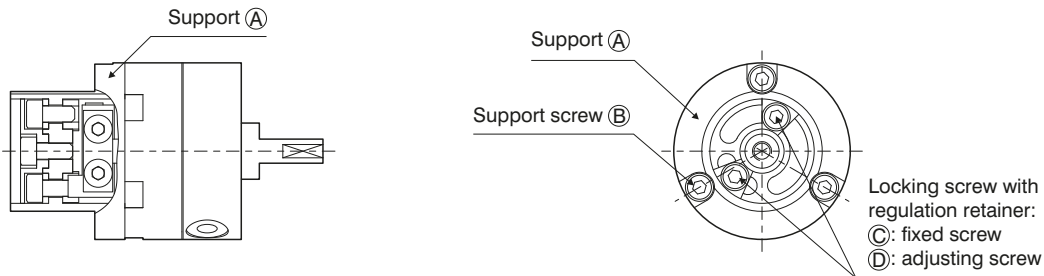 Support Ⓐ
Support Ⓐ
Support screw Ⓑ
Locking screw with
regulation retainer:
Ⓒ: fixed screw
Ⓓ: adjusting screw